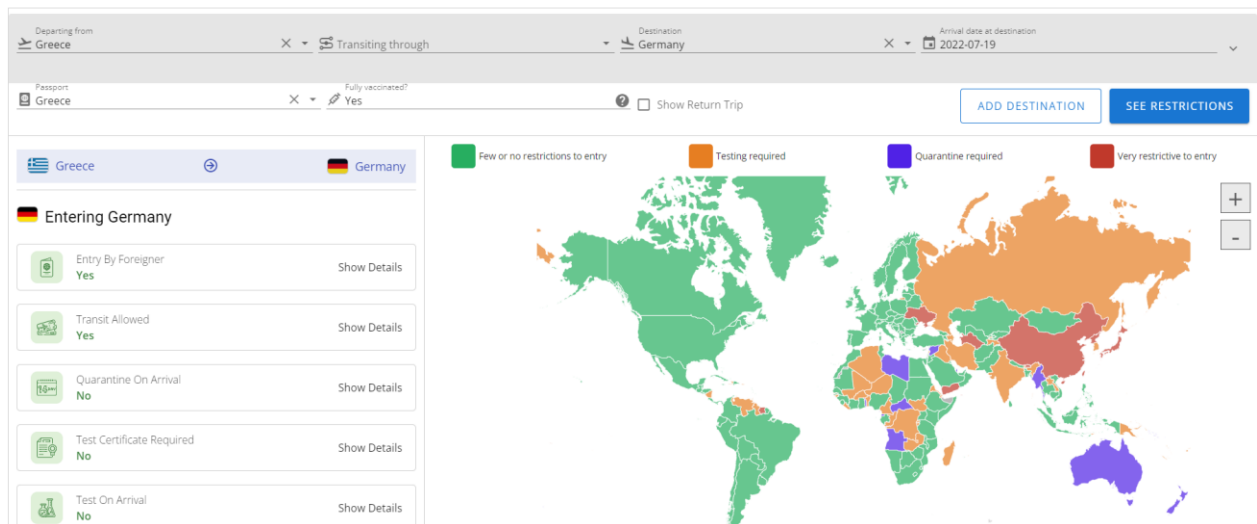 Departing from
Greece
Transiting through
Destination
Germany
Arrival date at destination
2022-07-19
Passport
Greece
Fully vaccinated?
Yes
Show Return Trip
ADD DESTINATION
SEE RESTRICTIONS
Greece
Germany
Few or no restrictions to entry
Testing required
Quarantine required
Very restrictive to entry
Entering Germany
Entry By Foreigner
Yes
Show Details
Transit Allowed
Yes
Show Details
Quarantine On Arrival
No
Show Details
Test Certificate Required
No
Show Details
Test On Arrival
No
Show Details
+
-